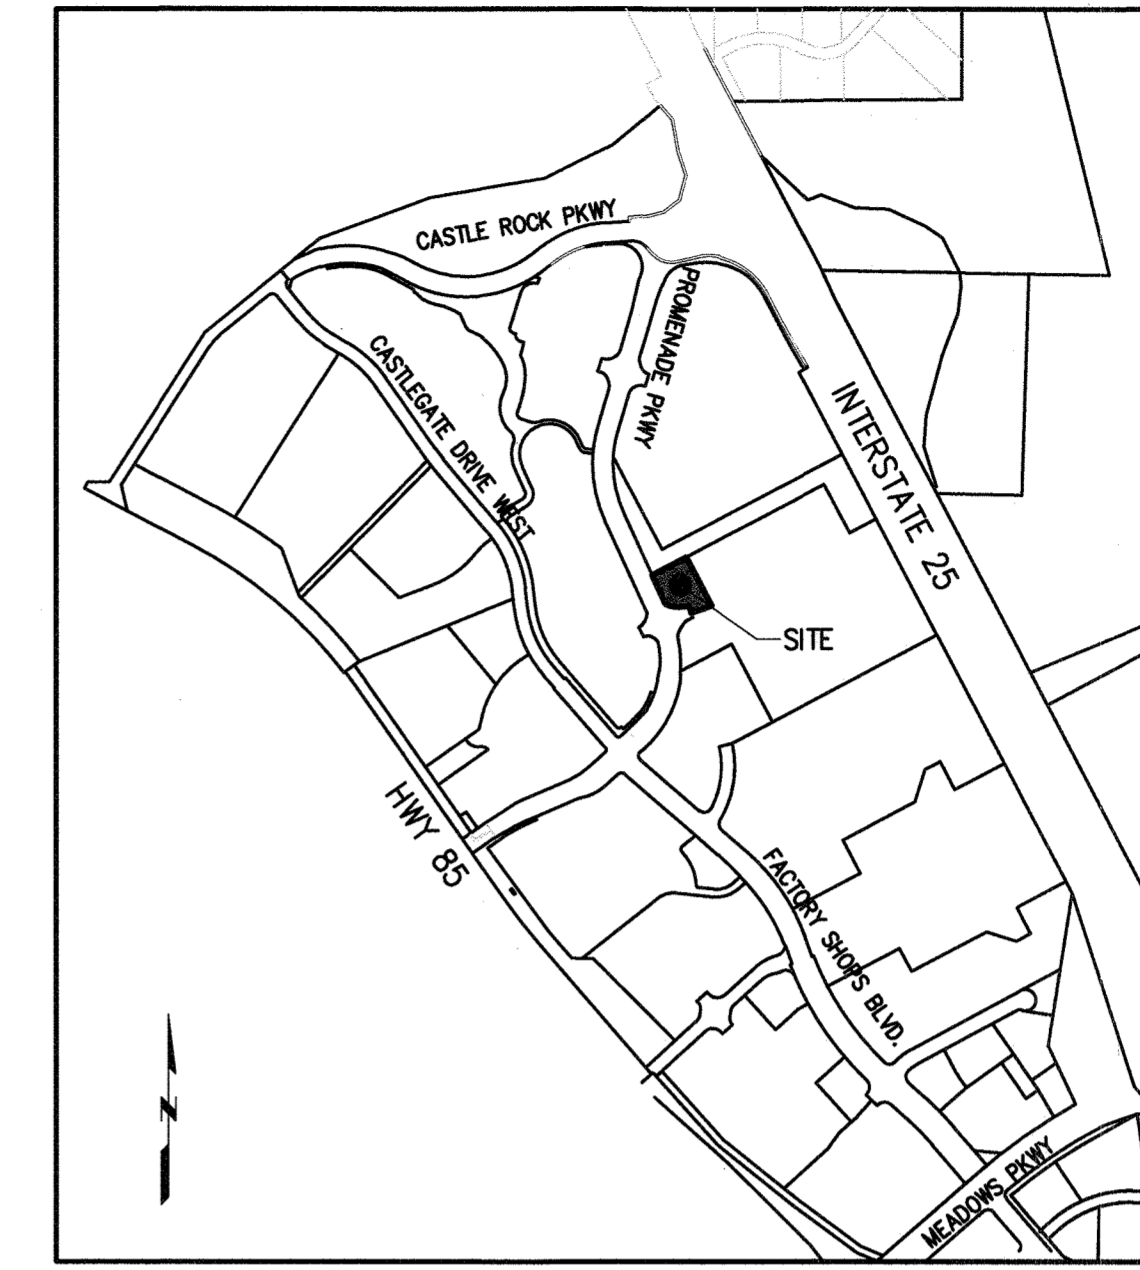 CASTLE ROCK PKWY
PROMENADE PKWY
CASTLEGATE DRIVE WEST
INTERSTATE 25
SITE
HWY 85
FACTORY SHOPS BLVD.
N
MEADOWS PKWY